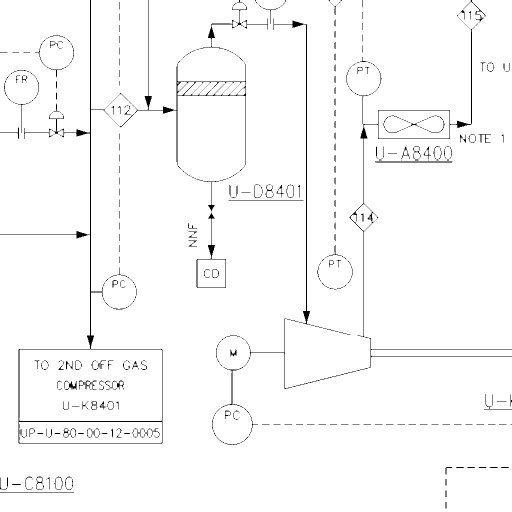 115
PC
PT
TO U
FR
112
114
NOTE 1
U-A8400
U-D8401
NNF
CD
PT
PC
M
TO 2ND OFF GAS
COMPRESSOR
U-K8401
UP-U-80-00-12-0005
PC
U-K
U-C8100